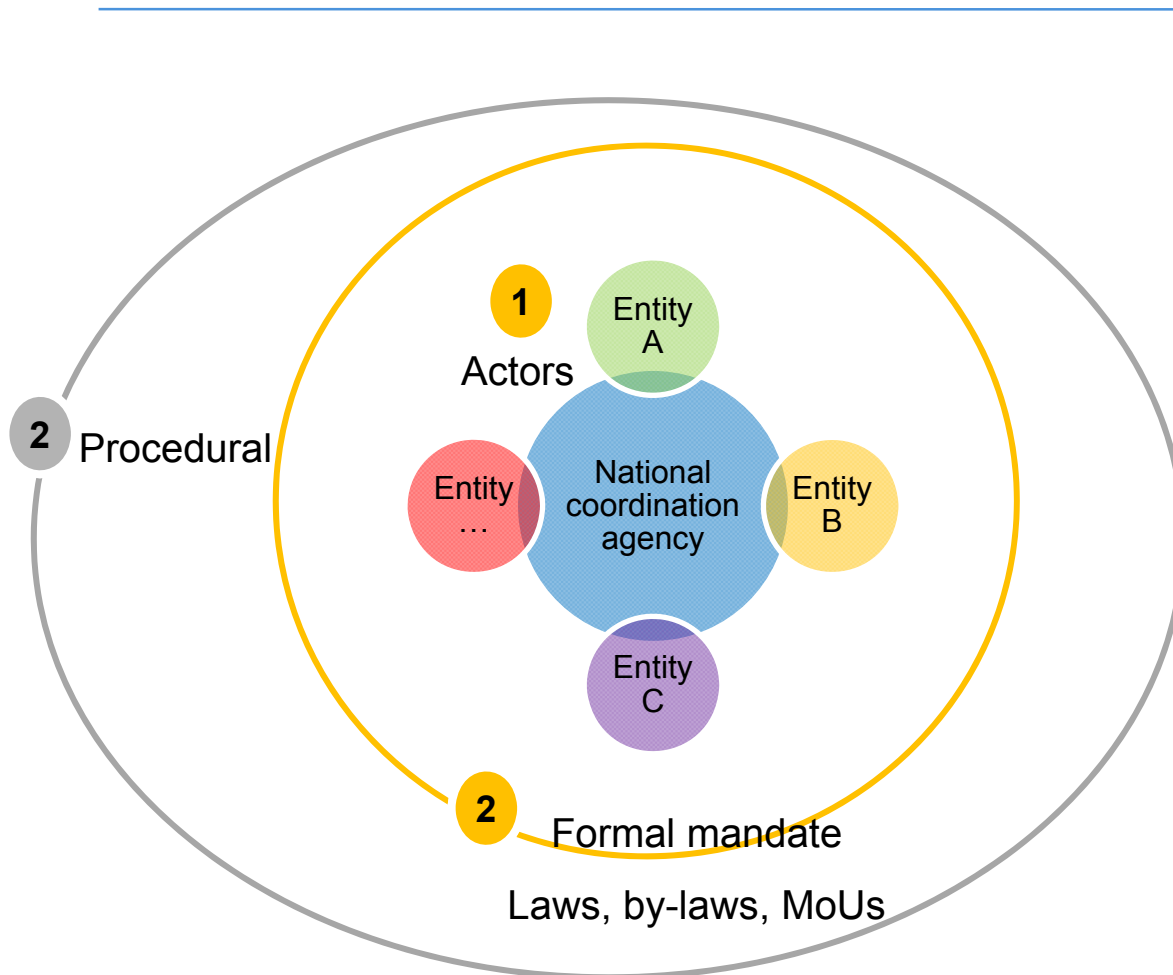 1
Actors
Entity
A
2
Procedural
Entity
…
National
coordination
agency
Entity
B
Entity
C
2
Formal mandate
Laws, by-laws, MoUs